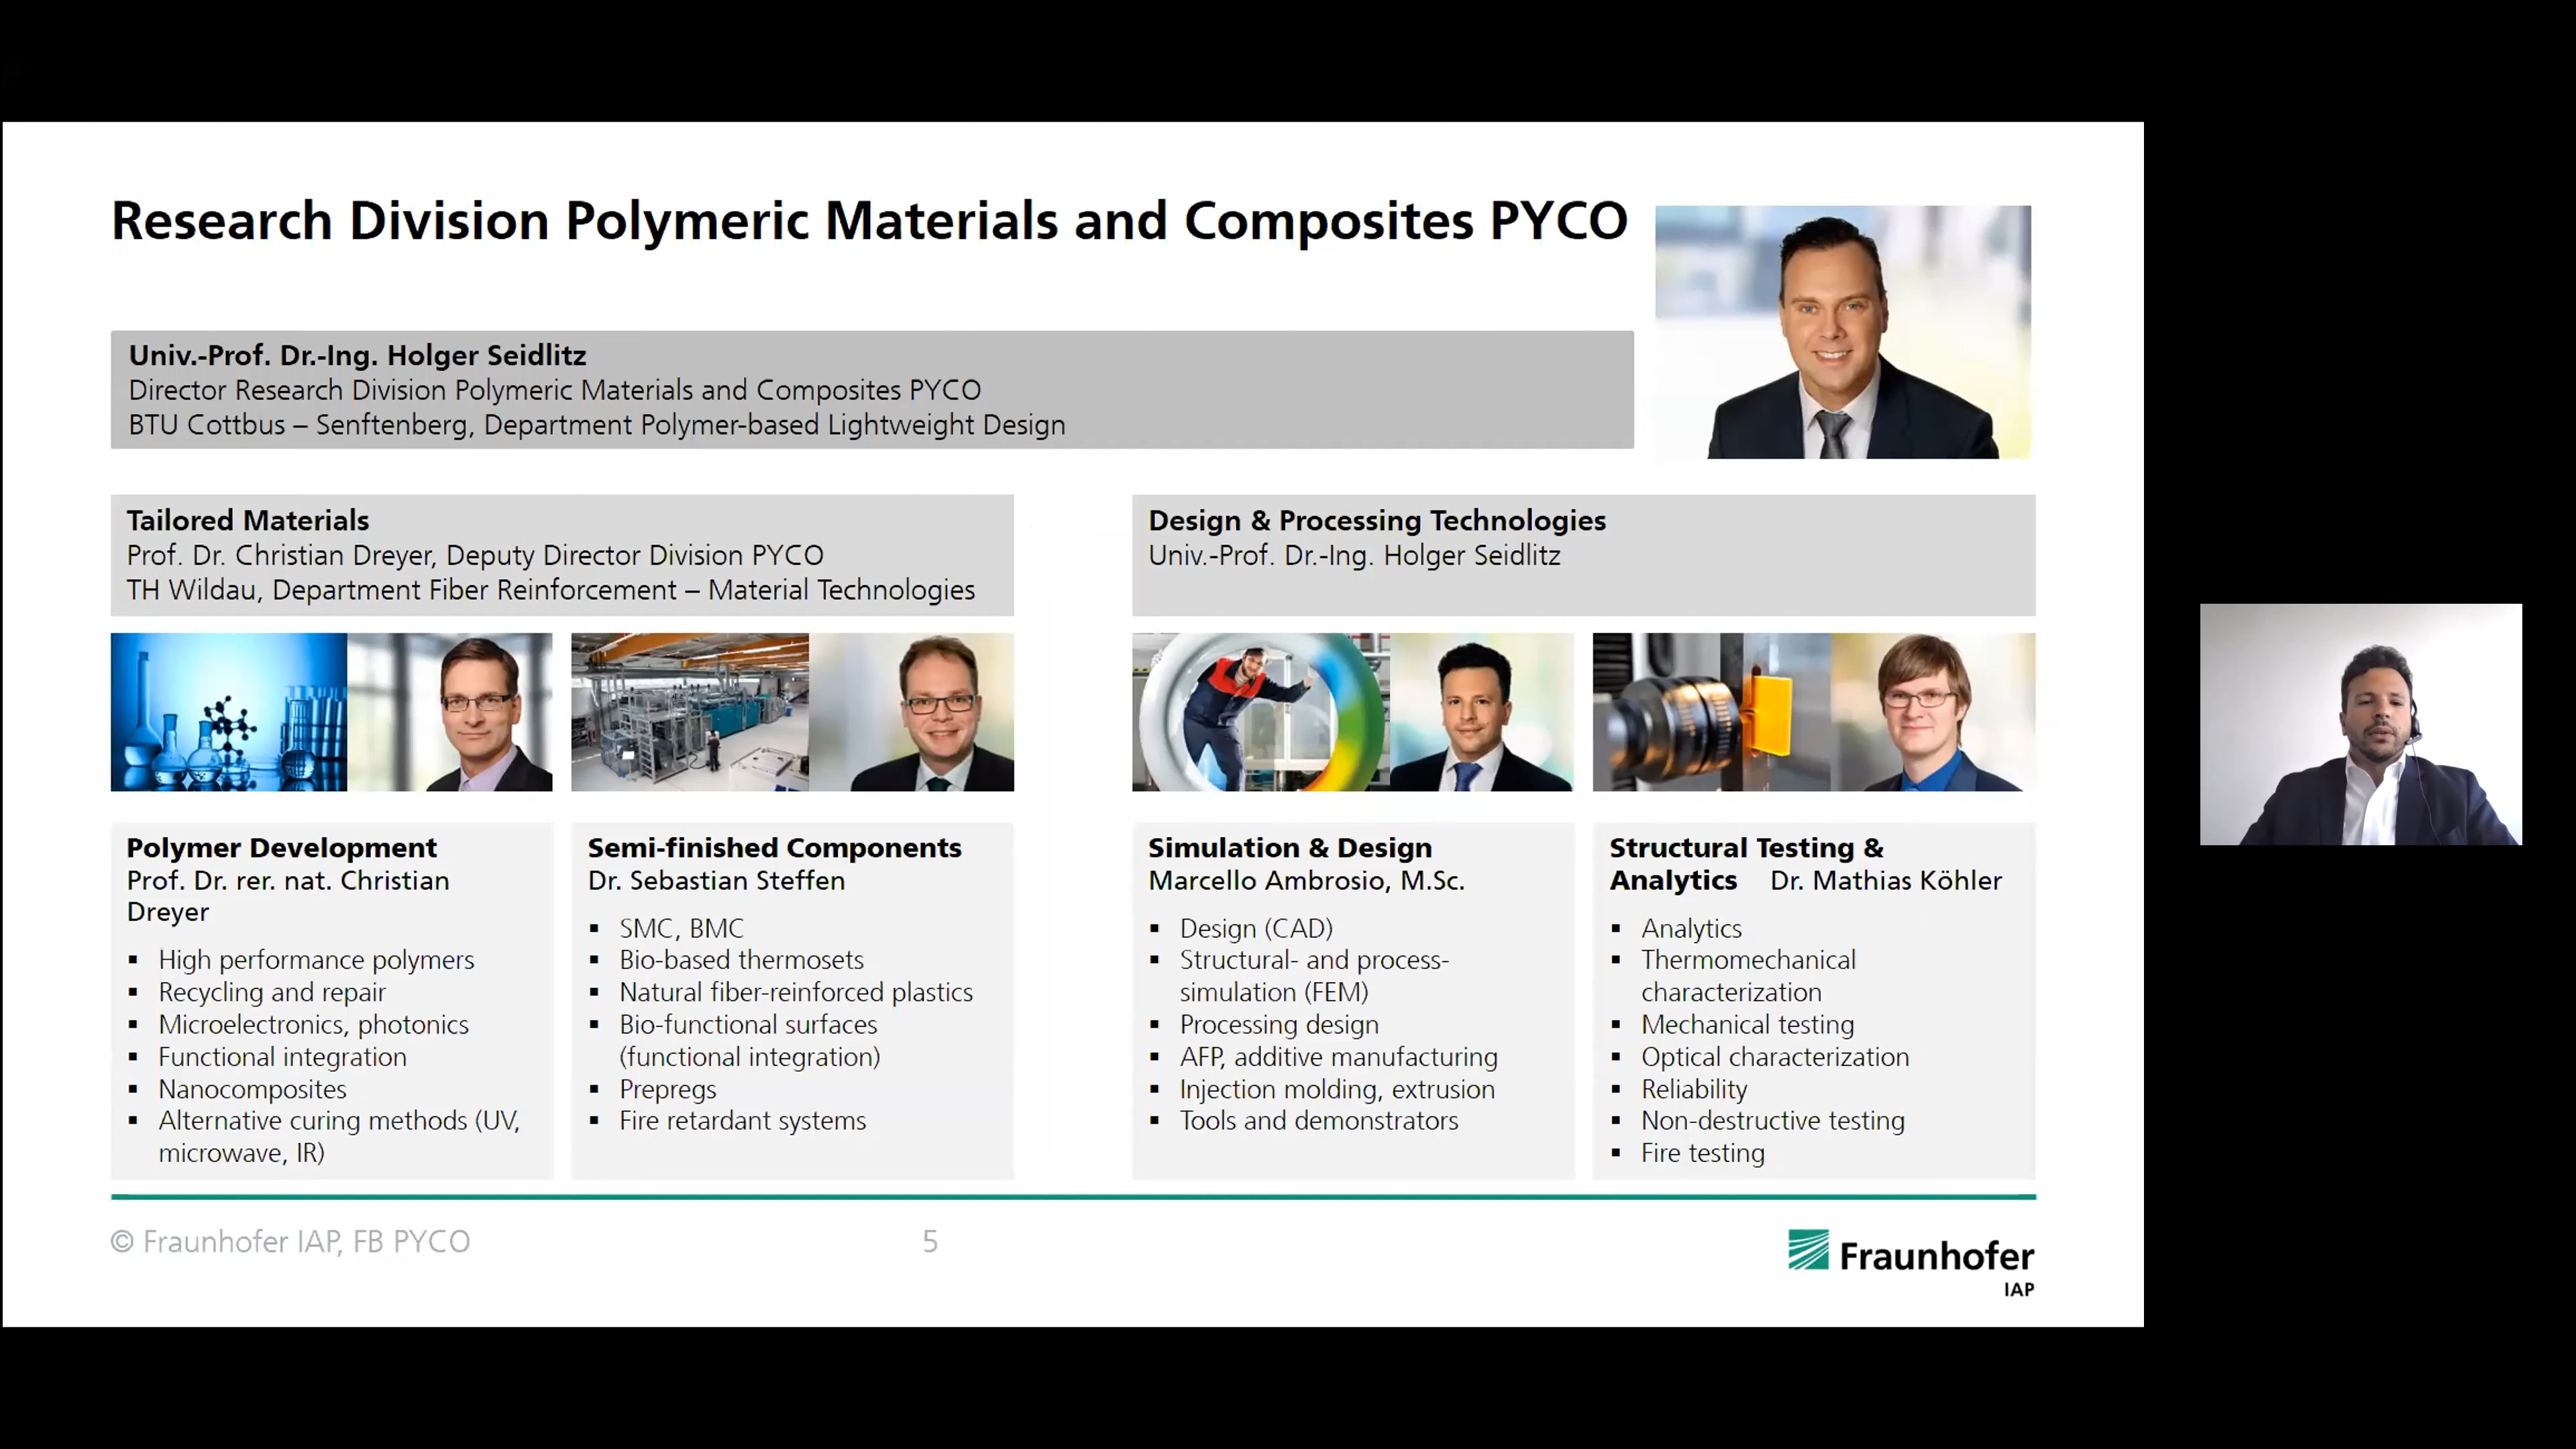 Research Division Polymeric Materials and Composites PYCO
Univ.-Prof. Dr.-Ing. Holger Seidlitz
Director Research Division Polymeric Materials and Composites PYCO
BTU Cottbus – Senftenberg, Department Polymer-based Lightweight Design
Tailored Materials
Prof. Dr. Christian Dreyer, Deputy Director Division PYCO
TH Wildau, Department Fiber Reinforcement – Material Technologies
Design & Processing Technologies
Univ.-Prof. Dr.-Ing. Holger Seidlitz
Polymer Development
Prof. Dr. rer. nat. Christian
Dreyer
▪ High performance polymers
▪ Recycling and repair
▪ Microelectronics, photonics
▪ Functional integration
▪ Nanocomposites
▪ Alternative curing methods (UV,
microwave, IR)
Semi-finished Components
Dr. Sebastian Steffen
▪ SMC, BMC
▪ Bio-based thermosets
▪ Natural fiber-reinforced plastics
▪ Bio-functional surfaces
(functional integration)
▪ Prepregs
▪ Fire retardant systems
Simulation & Design
Marcello Ambrosio, M.Sc.
▪ Design (CAD)
▪ Structural- and process-
simulation (FEM)
▪ Processing design
▪ AFP, additive manufacturing
▪ Injection molding, extrusion
▪ Tools and demonstrators
Structural Testing &
Analytics Dr. Mathias Köhler
▪ Analytics
▪ Thermomechanical
characterization
▪ Mechanical testing
▪ Optical characterization
▪ Reliability
▪ Non-destructive testing
▪ Fire testing
© Fraunhofer IAP, FB PYCO
5
Fraunhofer
IAP